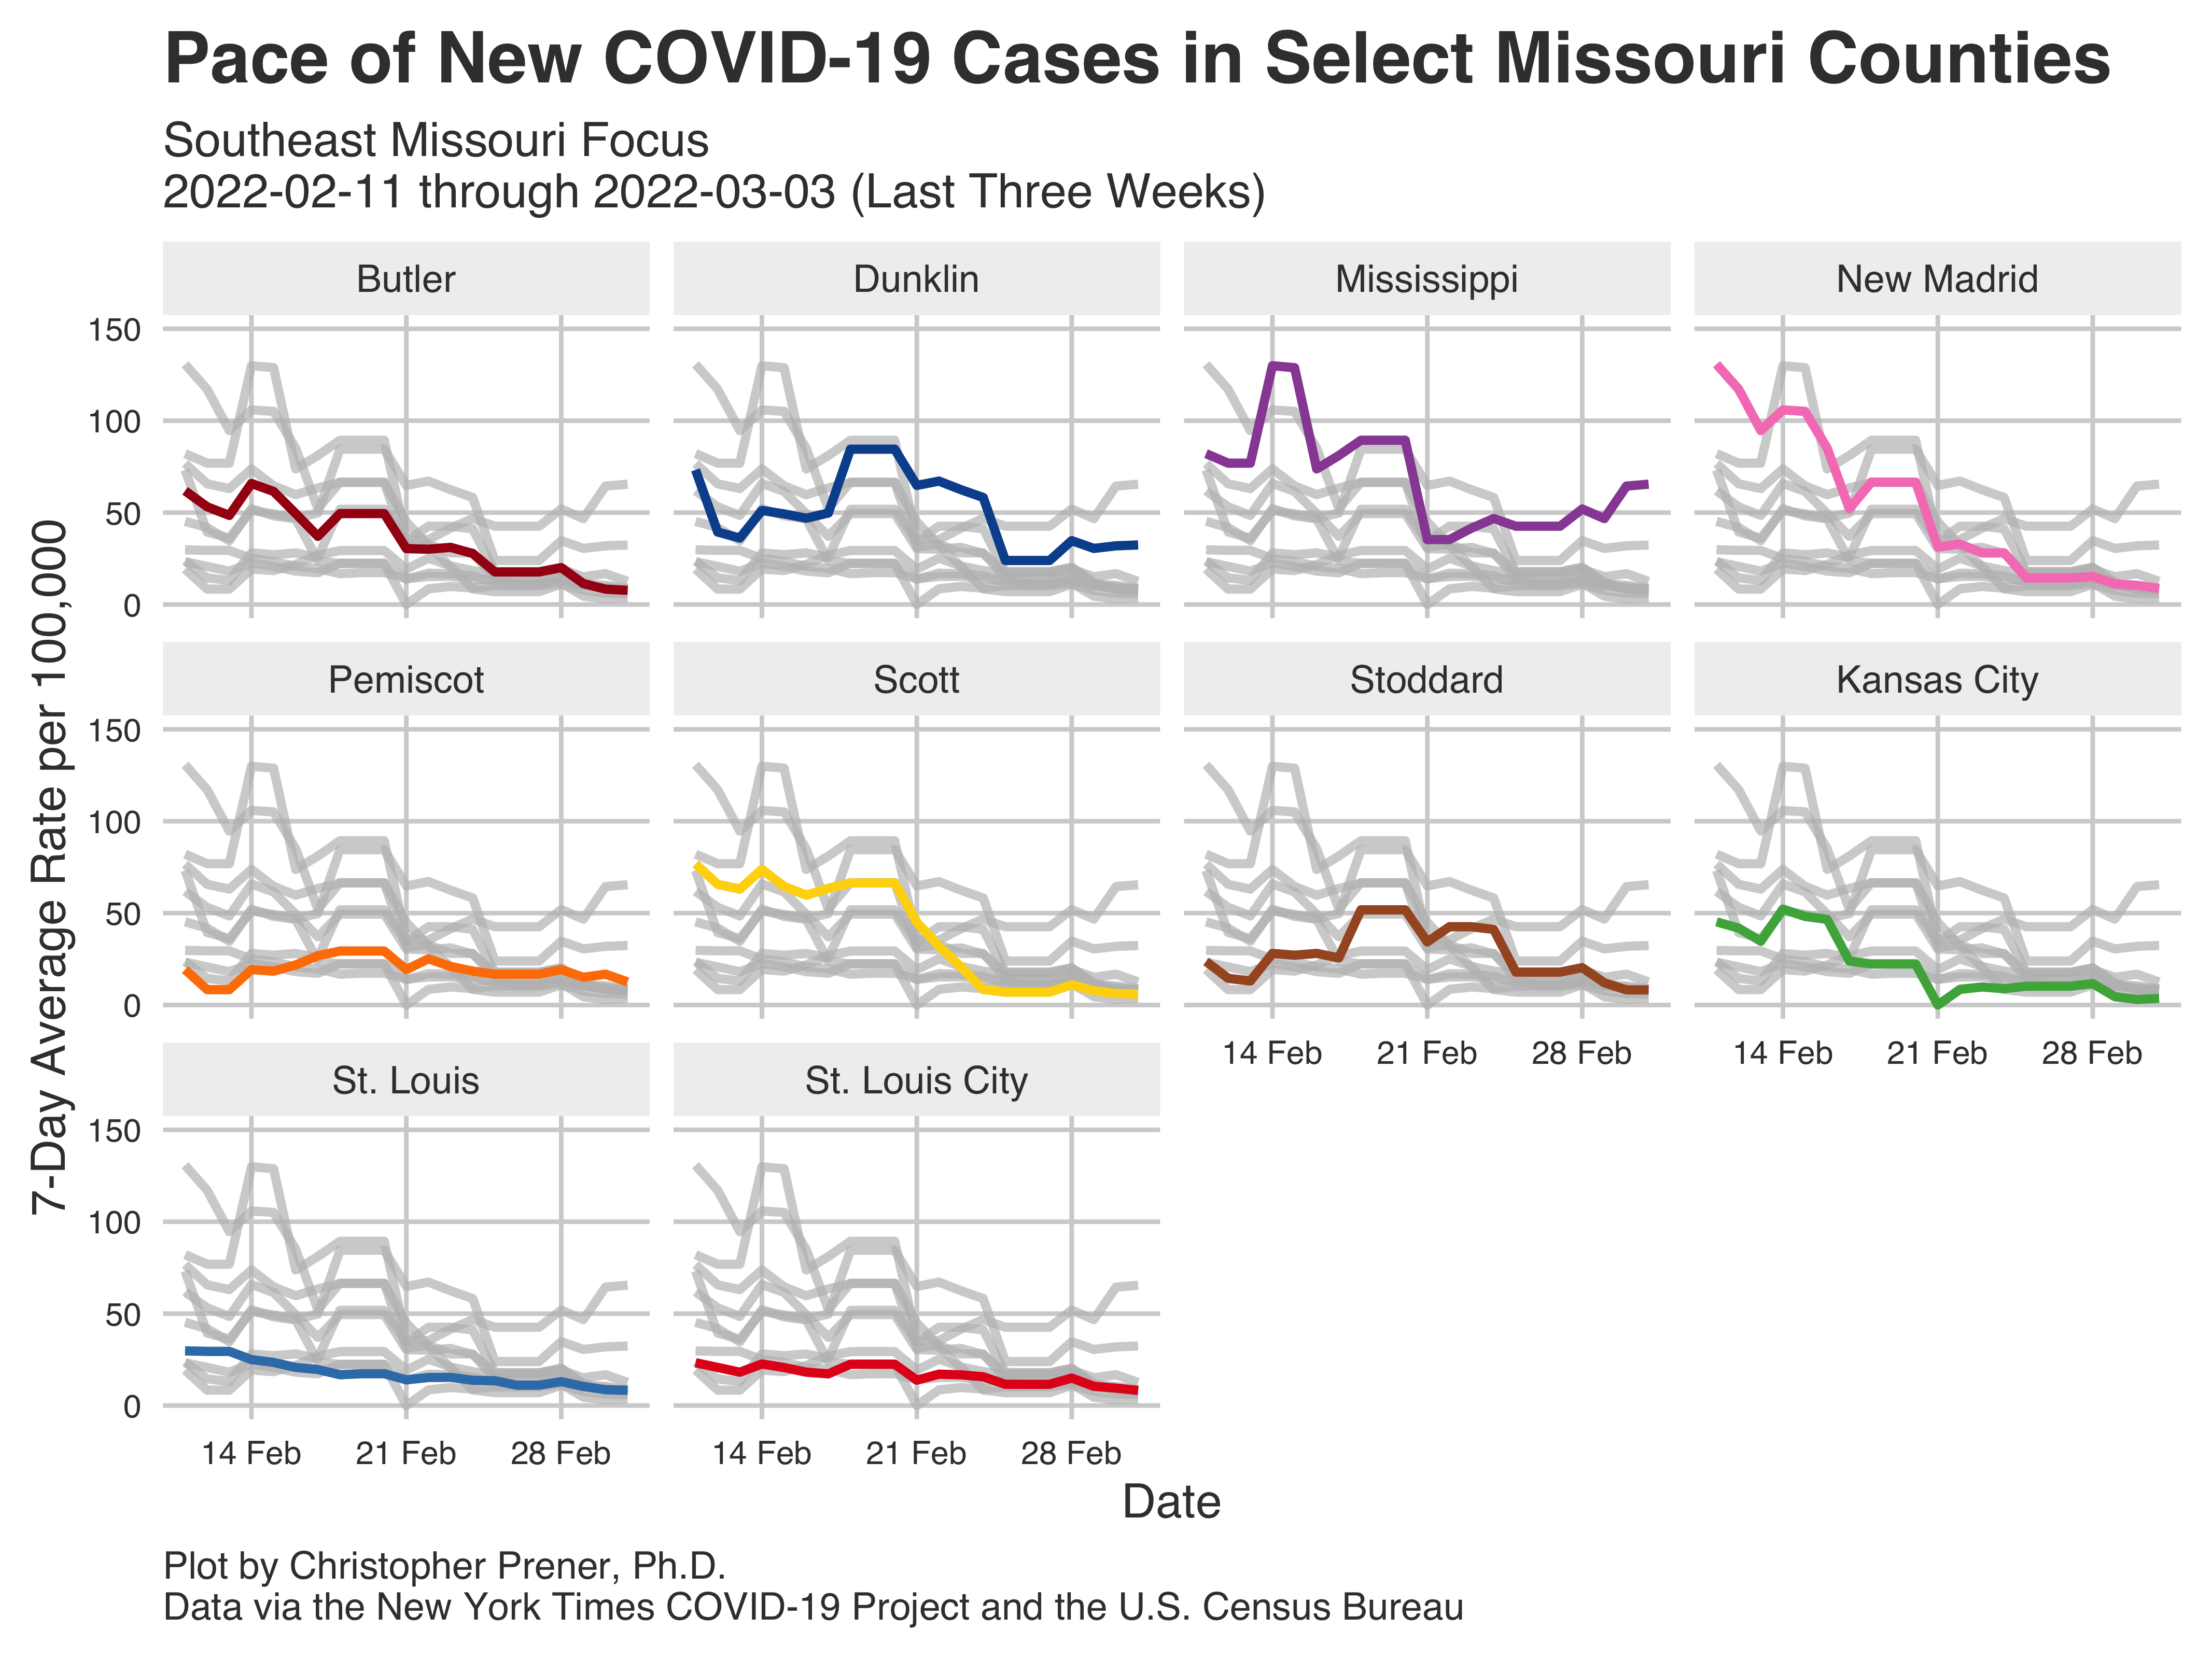 Pace of New COVID-19 Cases in Select Missouri Counties
Southeast Missouri Focus
2022-02-11 through 2022-03-03 (Last Three Weeks)
7-Day Average Rate per 100,000
Butler
Dunklin
Mississippi
New Madrid
150
100
50
0
Pemiscot
Scott
Stoddard
Kansas City
150
100
50
0
14 Feb 21 Feb 28 Feb
14 Feb 21 Feb 28 Feb
St. Louis
St. Louis City
150
100
50
0
14 Feb 21 Feb 28 Feb
14 Feb 21 Feb 28 Feb
Date
Plot by Christopher Prener, Ph.D.
Data via the New York Times COVID-19 Project and the U.S. Census Bureau